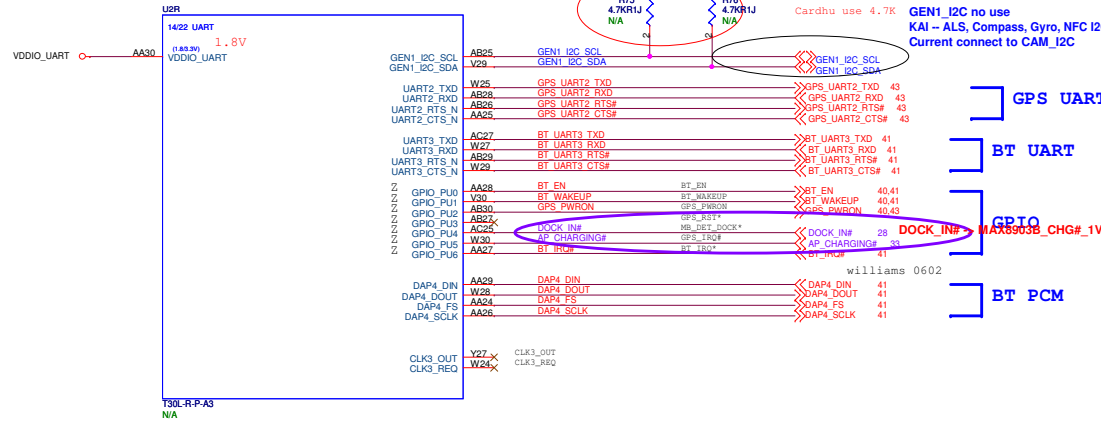 U2R
14/22 UART
(1.8/3.3V)
1.8V
VDDIO_UART
AA30
VDDIO_UART
4.7KR1J
N/A
2
4.7KR1J
N/A
2
Cardhu use 4.7K
GEN1_I2C no use
KAI -- ALS, Compass, Gyro, NFC I2
Current connect to CAM_I2C
GEN1_I2C_SCL AB25 GEN1_I2C_SCL GEN1_I2C_SCL
GEN1_I2C_SDA V29 GEN1_I2C_SDA GEN1_I2C_SDA
UART2_TXD W25 GPS_UART2_TXD GPS_UART2_TXD 43
UART2_RXD AB28 GPS_UART2_RXD GPS_UART2_RXD 43
UART2_RTS_N AB26 GPS_UART2_RTS# GPS_UART2_RTS# 43
UART2_CTS_N AA25 GPS_UART2_CTS# GPS_UART2_CTS# 43
GPS UART
UART3_TXD AC27 BT_UART3_TXD BT_UART3_TXD 41
UART3_RXD W27 BT_UART3_RXD BT_UART3_RXD 41
UART3_RTS_N AB29 BT_UART3_RTS# BT_UART3_RTS# 41
UART3_CTS_N W29 BT_UART3_CTS# BT_UART3_CTS# 41
BT UART
Z GPIO_PU0 AA28 BT_EN BT_EN BT_EN 40,41
Z GPIO_PU1 V30 BT_WAKEUP BT_WAKEUP BT_WAKEUP 40,41
Z GPIO_PU2 AB30 GPS_PWRON GPS_PWRON GPS_PWRON 40,43
Z GPIO_PU3 AB27 GPS_RST*
Z GPIO_PU4 AC25 DOCK_IN# MB_DET_DOCK* DOCK_IN# 28
Z GPIO_PU5 W30 AP_CHARGING# GPS_IRQ* AP_CHARGING# 33
Z GPIO_PU6 AA27 BT_IRQ# BT_IRQ* BT_IRQ# 41
GPIO
DOCK_IN# -> MAX8903B_CHG#_1V
williams 0602
DAP4_DIN AA29 DAP4_DIN DAP4_DIN 41
DAP4_DOUT W28 DAP4_DOUT DAP4_DOUT 41
DAP4_FS AA24 DAP4_FS DAP4_FS 41
DAP4_SCLK AA26 DAP4_SCLK DAP4_SCLK 41
BT PCM
CLK3_OUT Y27 CLK3_OUT
CLK3_REQ W24 CLK3_REQ
T30L-R-P-A3
N/A